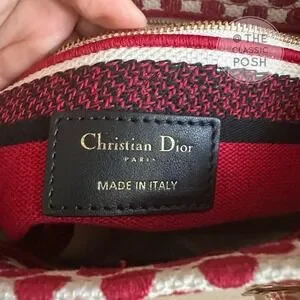 THE
CLASSIC
POSH
Christian Dior
PARIS
MADE IN ITALY